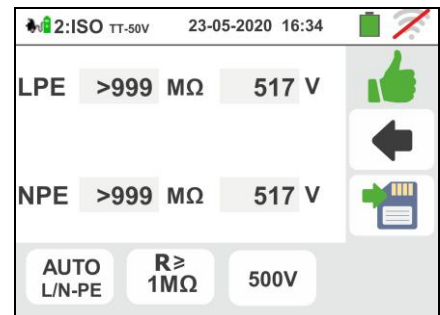 2:ISO TT-50V 23-05-2020 16:34
LPE >999 MΩ 517 V
NPE >999 MΩ 517 V
AUTO L/N-PE
R≥ 1MΩ
500V